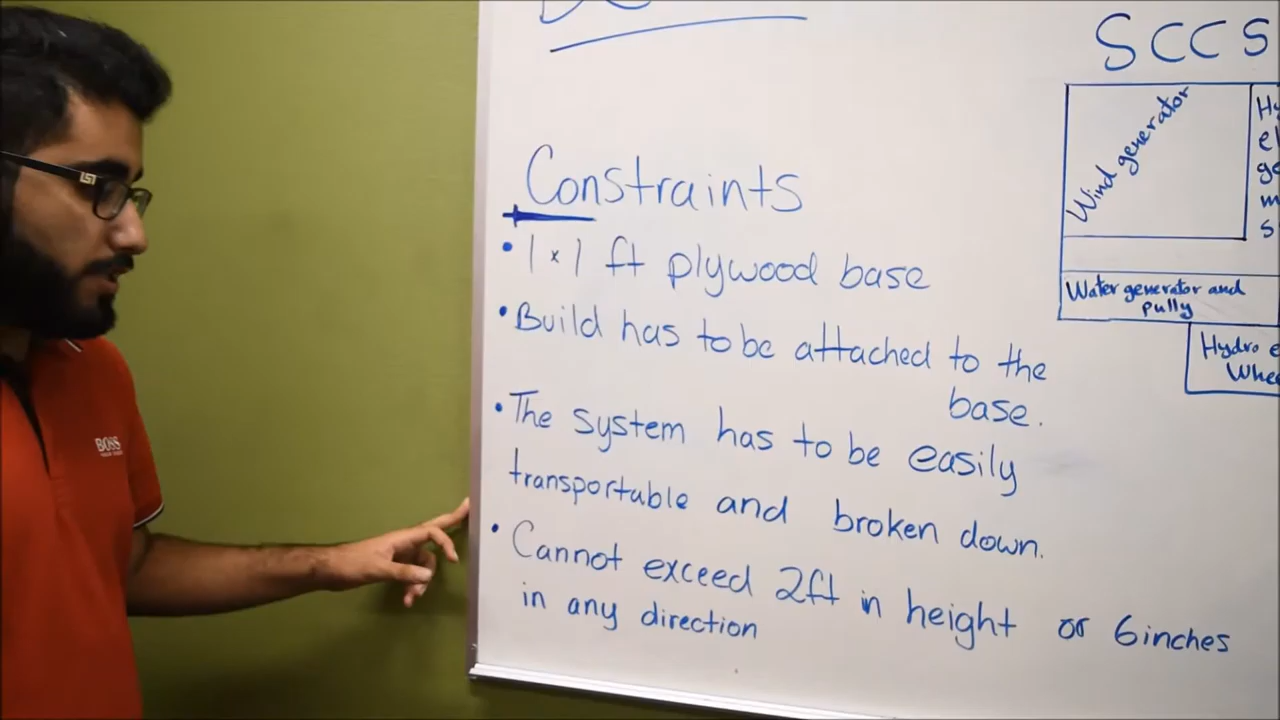 SCCS
Wind generator
Water generator and
pully
Constraints
• 1 x 1 ft plywood base
• Build has to be attached to the
base.
• The system has to be easily
transportable and broken down.
• Cannot exceed 2ft in height or 6inches
in any direction
Hydro
BOSS